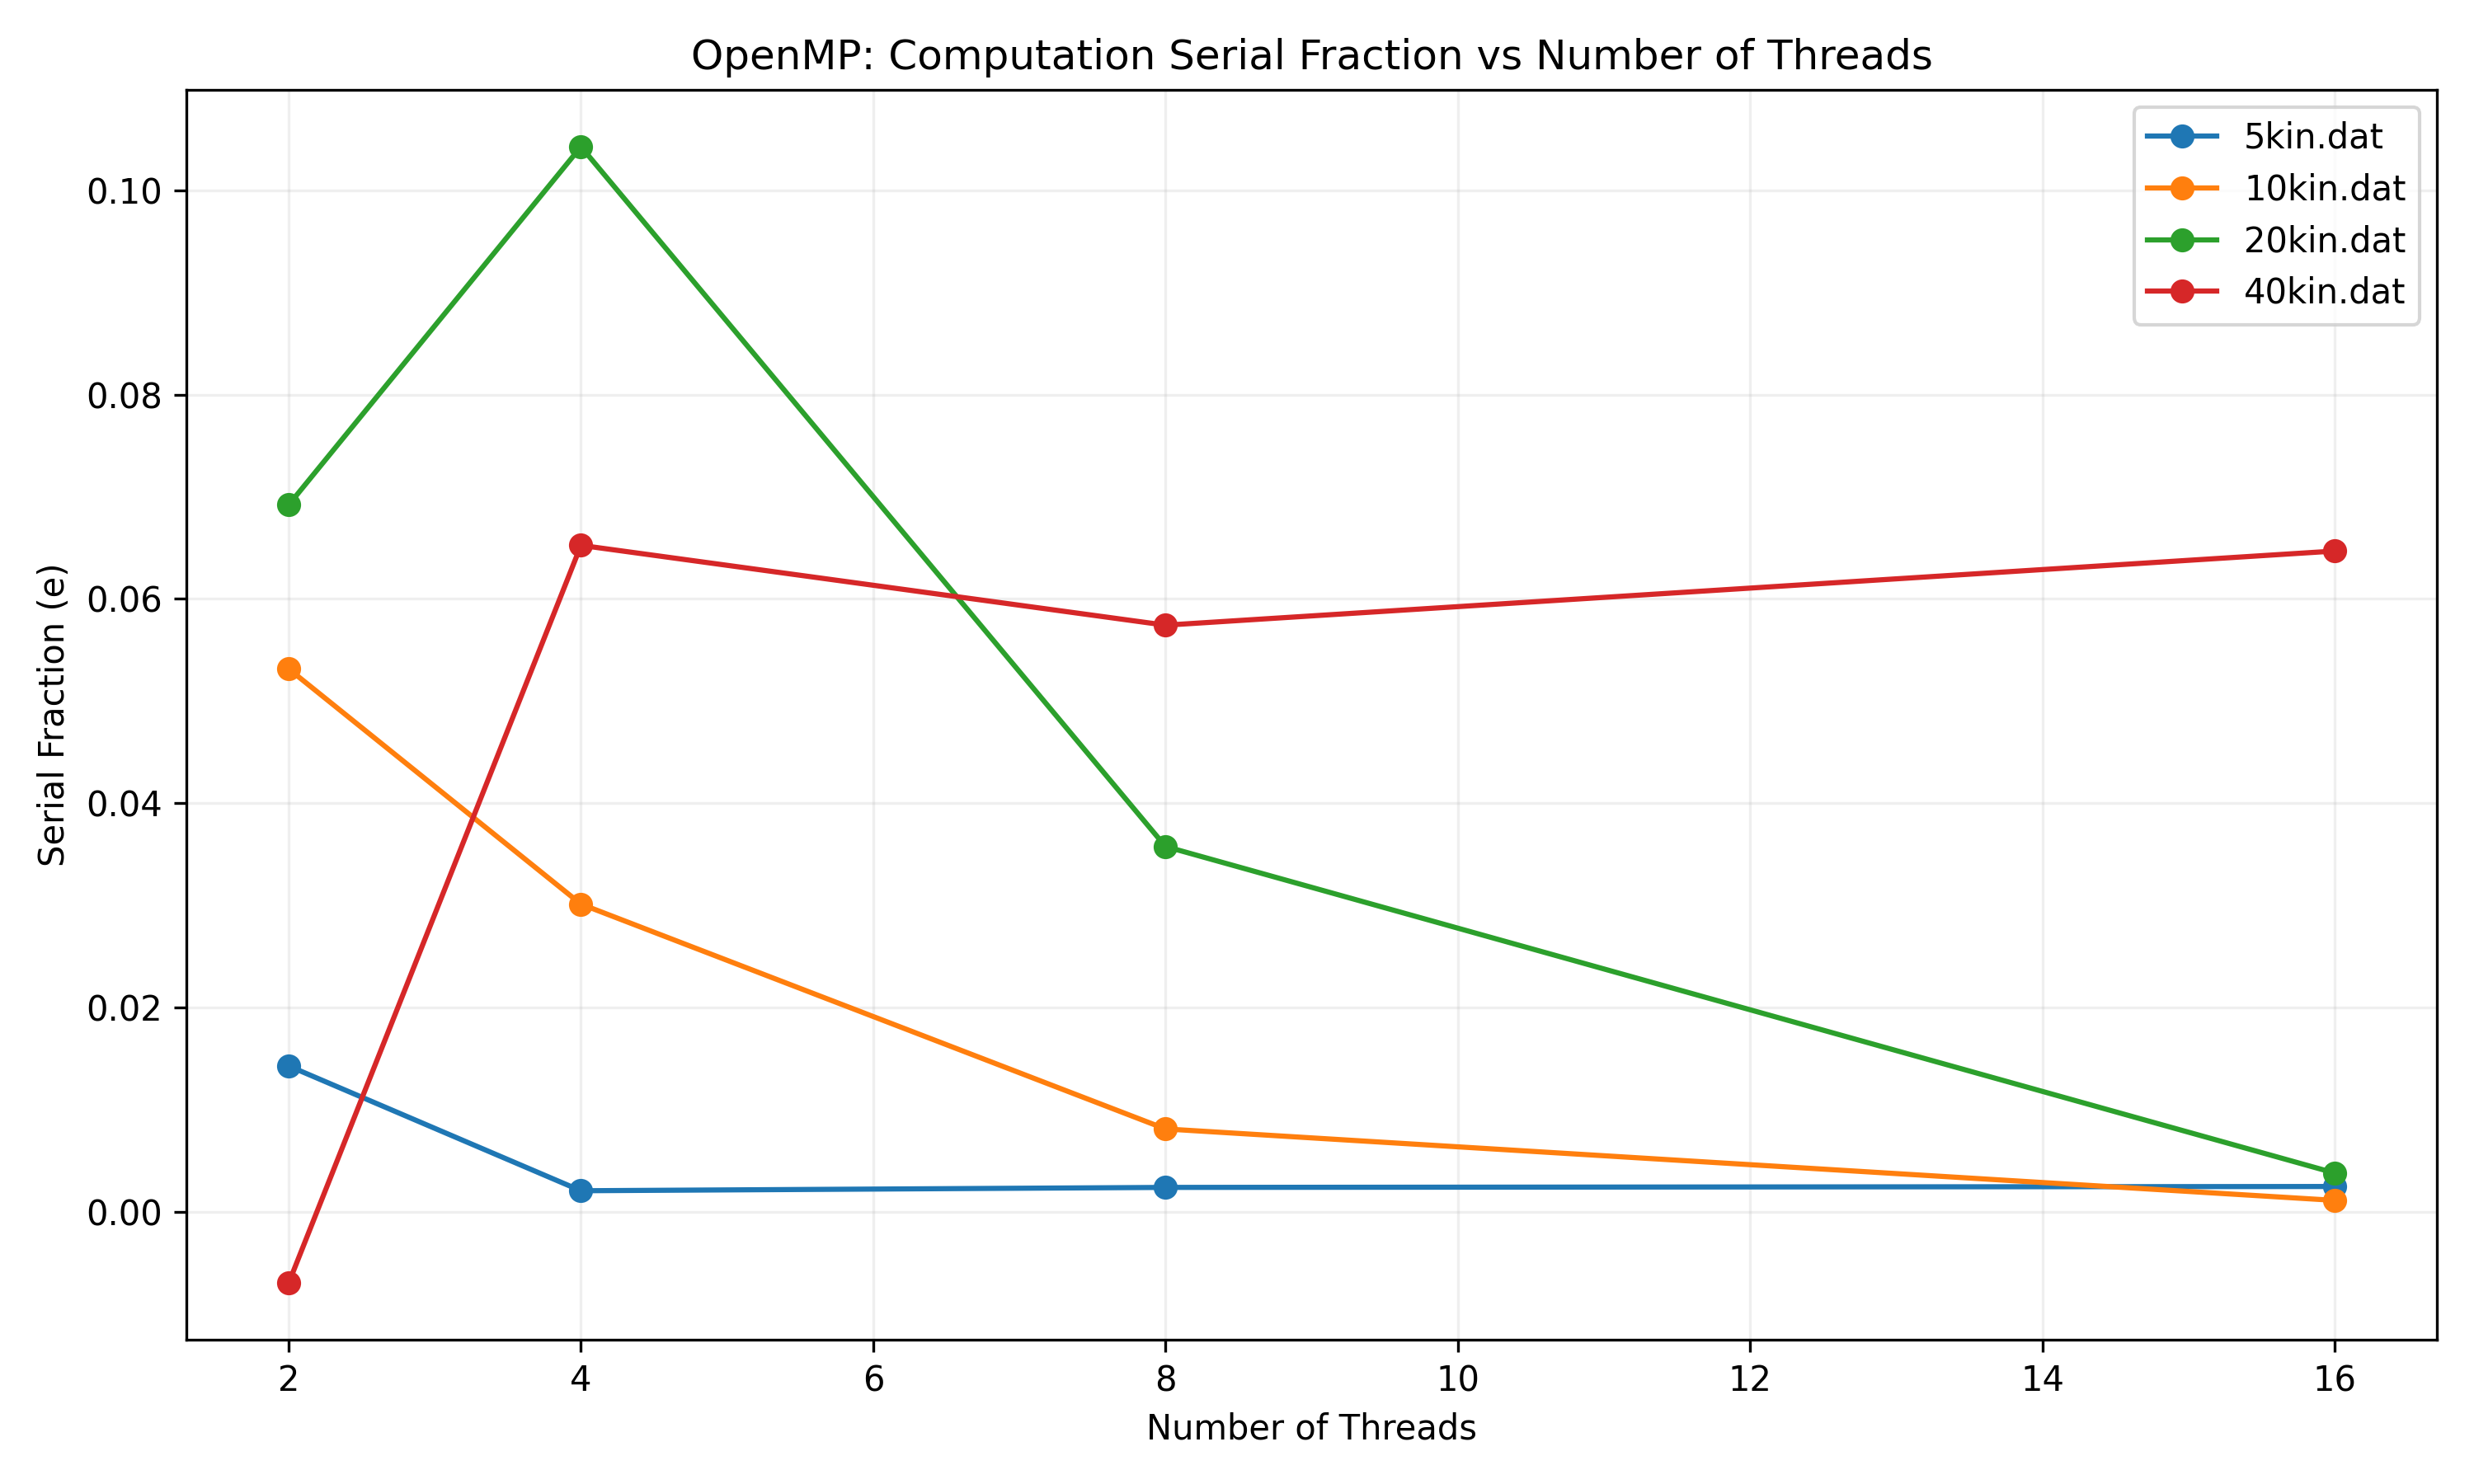 OpenMP: Computation Serial Fraction vs Number of Threads
5kin.dat
10kin.dat
20kin.dat
40kin.dat
Serial Fraction (e)
0.10
0.08
0.06
0.04
0.02
0.00
2 4 6 8 10 12 14 16
Number of Threads